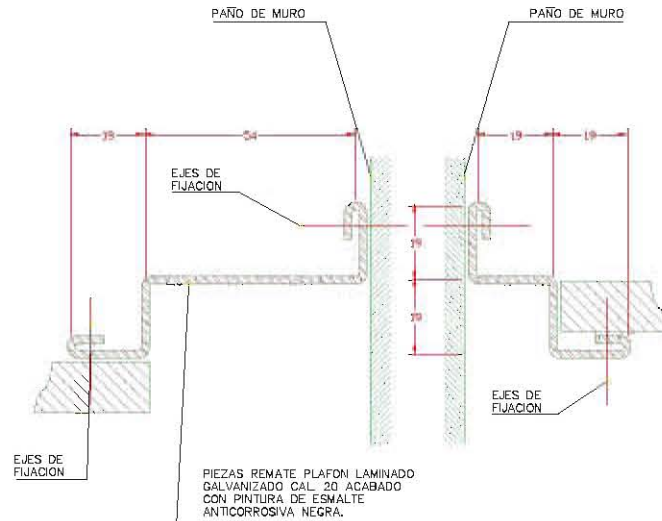 PAÑO DE MURO
PAÑO DE MURO
19
54
19
19
EJES DE
FIJACION
19
19
EJES DE
FIJACION
EJES DE
FIJACION
PIEZAS REMATE PLAFON LAMINADO
GALVANIZADO CAL 20 ACABADO
CON PINTURA DE ESMALTE
ANTICORROSIVA NEGRA.